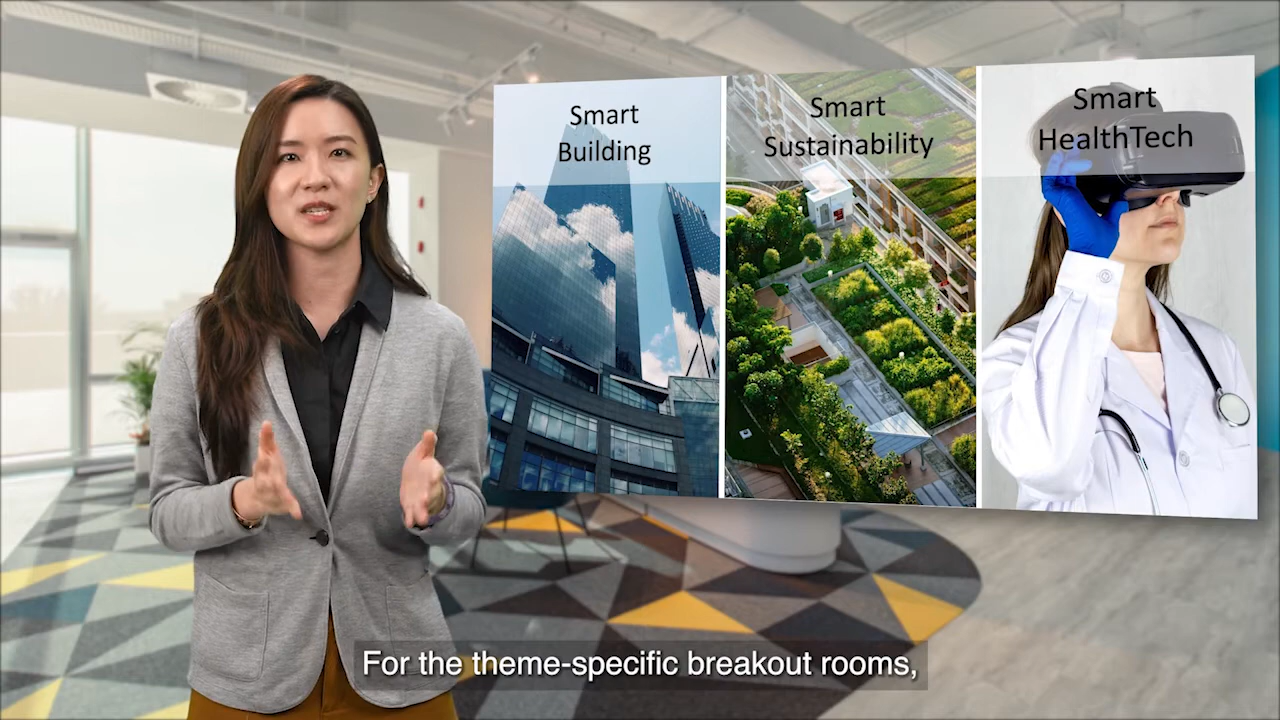 Smart
Building
Smart
Sustainability
Smart
HealthTech
For the theme-specific breakout rooms,